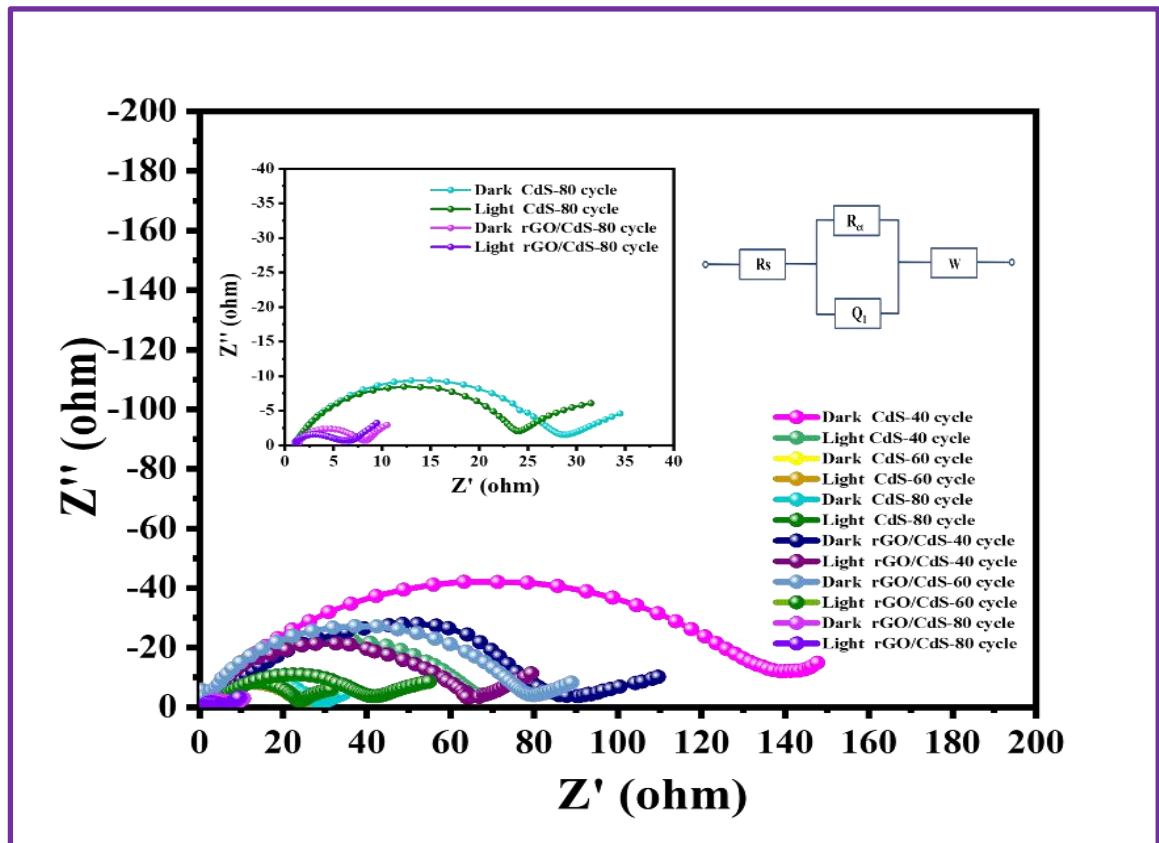 -200
-180
-160
-140
-120
-100
-80
-60
-40
-20
0
Z'' (ohm)
0 20 40 60 80 100 120 140 160 180 200
Z' (ohm)
-40
-35
-30
-25
-20
-15
-10
-5
0
Z'' (ohm)
0 5 10 15 20 25 30 35 40
Z' (ohm)
Dark CdS-80 cycle
Light CdS-80 cycle
Dark rGO/CdS-80 cycle
Light rGO/CdS-80 cycle
Rs
Rct
Q1
W
Dark CdS-40 cycle
Light CdS-40 cycle
Dark CdS-60 cycle
Light CdS-60 cycle
Dark CdS-80 cycle
Light CdS-80 cycle
Dark rGO/CdS-40 cycle
Light rGO/CdS-40 cycle
Dark rGO/CdS-60 cycle
Light rGO/CdS-60 cycle
Dark rGO/CdS-80 cycle
Light rGO/CdS-80 cycle